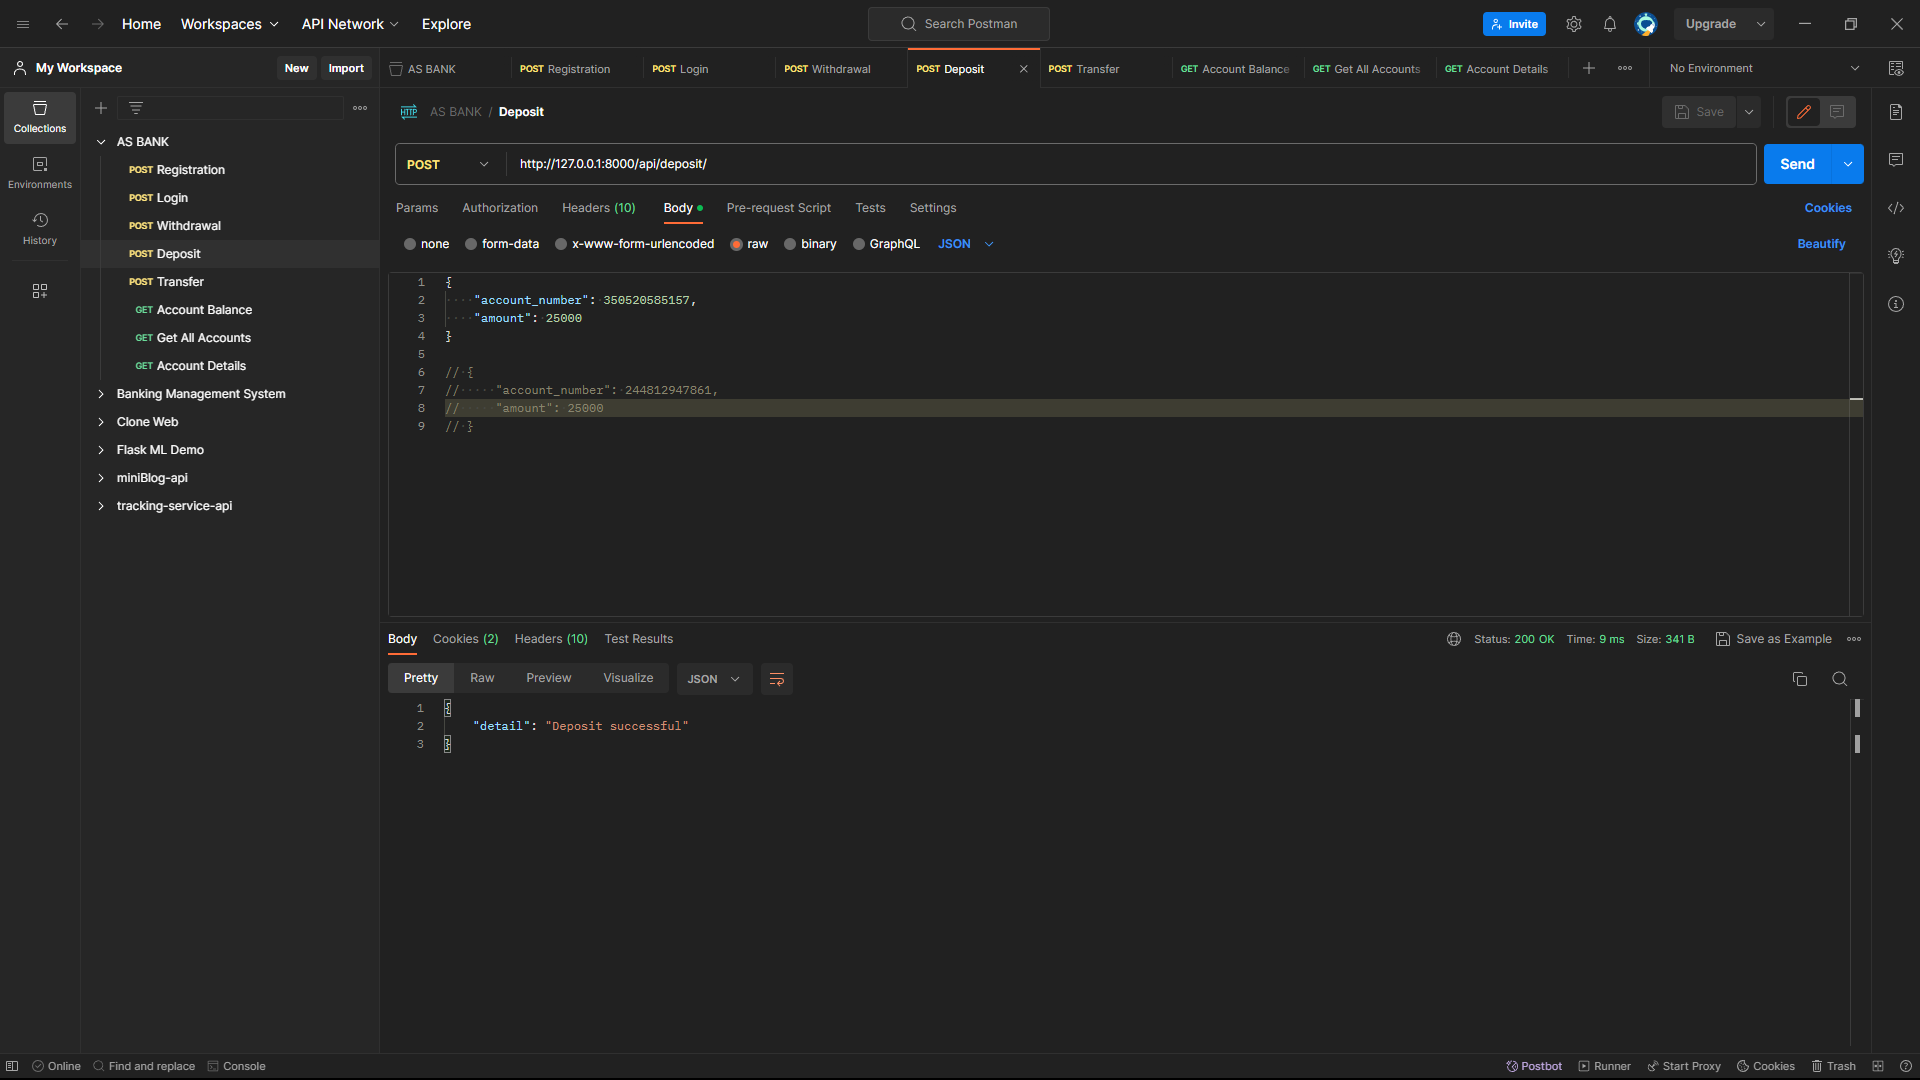 Home Workspaces API Network Explore Search Postman Invite Upgrade
My Workspace New Import AS BANK POST Registration POST Login POST Withdrawal POST Deposit POST Transfer GET Account Balance GET Get All Accounts GET Account Details No Environment
Collections
Environments
History
AS BANK
POST Registration
POST Login
POST Withdrawal
POST Deposit
POST Transfer
GET Account Balance
GET Get All Accounts
GET Account Details
Banking Management System
Clone Web
Flask ML Demo
miniBlog-api
tracking-service-api
HTTP AS BANK / Deposit Save
POST http://127.0.0.1:8000/api/deposit/ Send
Params Authorization Headers (10) Body Pre-request Script Tests Settings Cookies
none form-data x-www-form-urlencoded raw binary GraphQL JSON Beautify
1 {
2 "account_number": 350520585157,
3 "amount": 25000
4 }
5
6 // {
7 // "account_number": 244812947861,
8 // "amount": 25000
9 // }
Body Cookies (2) Headers (10) Test Results Status: 200 OK Time: 9 ms Size: 341 B Save as Example
Pretty Raw Preview Visualize JSON
1 {
2 "detail": "Deposit successful"
3 }
Online Find and replace Console Postbot Runner Start Proxy Cookies Trash